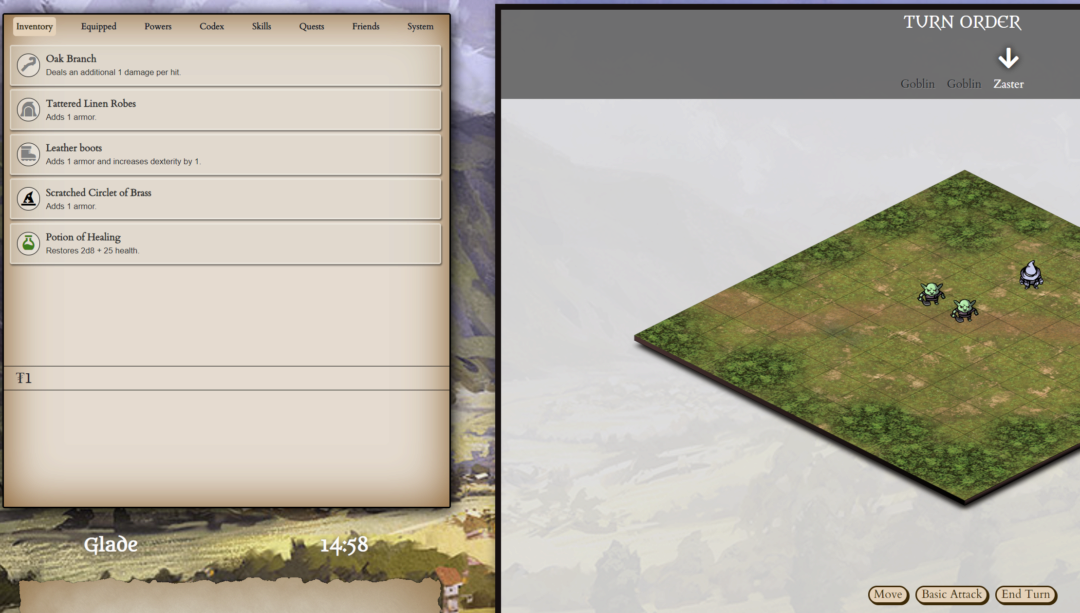 Inventory Equipped Powers Codex Skills Quests Friends System
Oak Branch
Deals an additional 1 damage per hit.
Tattered Linen Robes
Adds 1 armor.
Leather boots
Adds 1 armor and increases dexterity by 1.
Scratched Circlet of Brass
Adds 1 armor.
Potion of Healing
Restores 2d8 + 25 health.
₮1
Glade 14:58
TURN ORDER
Goblin Goblin Zaster
Move Basic Attack End Turn